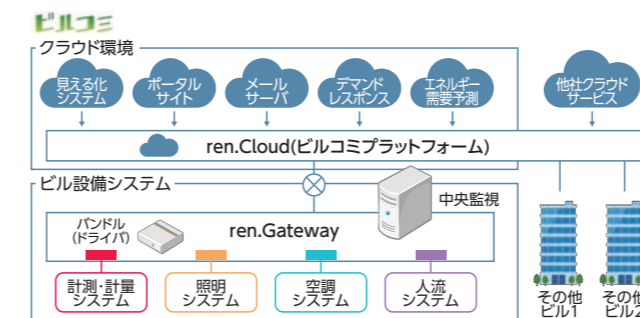 ビルコミ
クラウド環境
見える化
システム
ポータル
サイト
メール
サーバ
デマンド
レスポンス
エネルギー
需要予測
他社クラウド
サービス
ren.Cloud(ビルコミプラットフォーム)
ビル設備システム
中央監視
バンドル
(ドライバ)
ren.Gateway
計測・計量
システム
照明
システム
空調
システム
人流
システム
その他
ビル1
その他
ビル2